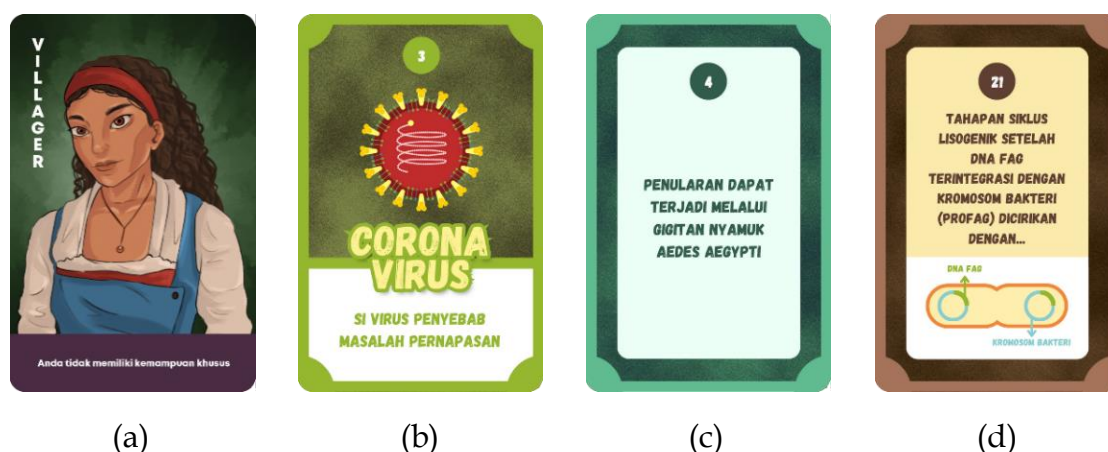 VILLAGER
Anda tidak memiliki kemampuan khusus
3
CORONA
VIRUS
SI VIRUS PENYEBAB
MASALAH PERNAPASAN
4
PENULARAN DAPAT
TERJADI MELALUI
GIGITAN NYAMUK
AEDES AEGYPTI
21
TAHAPAN SIKLUS
LISOGENIK SETELAH
DNA FAG
TERINTEGRASI DENGAN
KROMOSOM BAKTERI
(PROFAG) DICIRIKAN
DENGAN...
DNA FAG
KROMOSOM BAKTERI
(a)
(b)
(c)
(d)